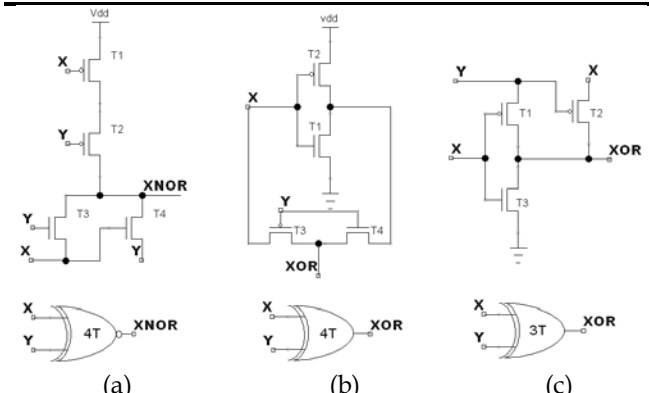 Vdd
X
T1
Y
T2
XNOR
Y
T3
T4
X
Y
X
Y
4T
XNOR
(a)
vdd
T2
X
T1
Y
T3
T4
XOR
X
Y
4T
XOR
(b)
X
Y
T1
T2
X
XOR
T3
X
Y
3T
XOR
(c)